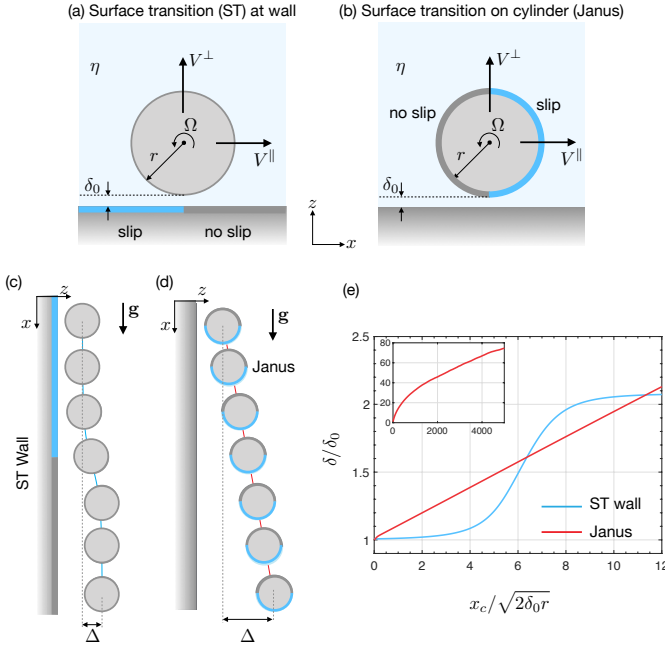 (a) Surface transition (ST) at wall
η
V⊥
Ω
r
V∥
δ0
slip
no slip
z
x
(b) Surface transition on cylinder (Janus)
η
V⊥
no slip
slip
Ω
r
V∥
δ0
(c)
z
x
g
ST Wall
Δ
(d)
z
x
g
Janus
Δ
(e)
2.5
2
1.5
1
δ/δ0
80
60
40
20
0
0
2000
4000
ST wall
Janus
0
2
4
6
8
10
12
xc/√2δ0r